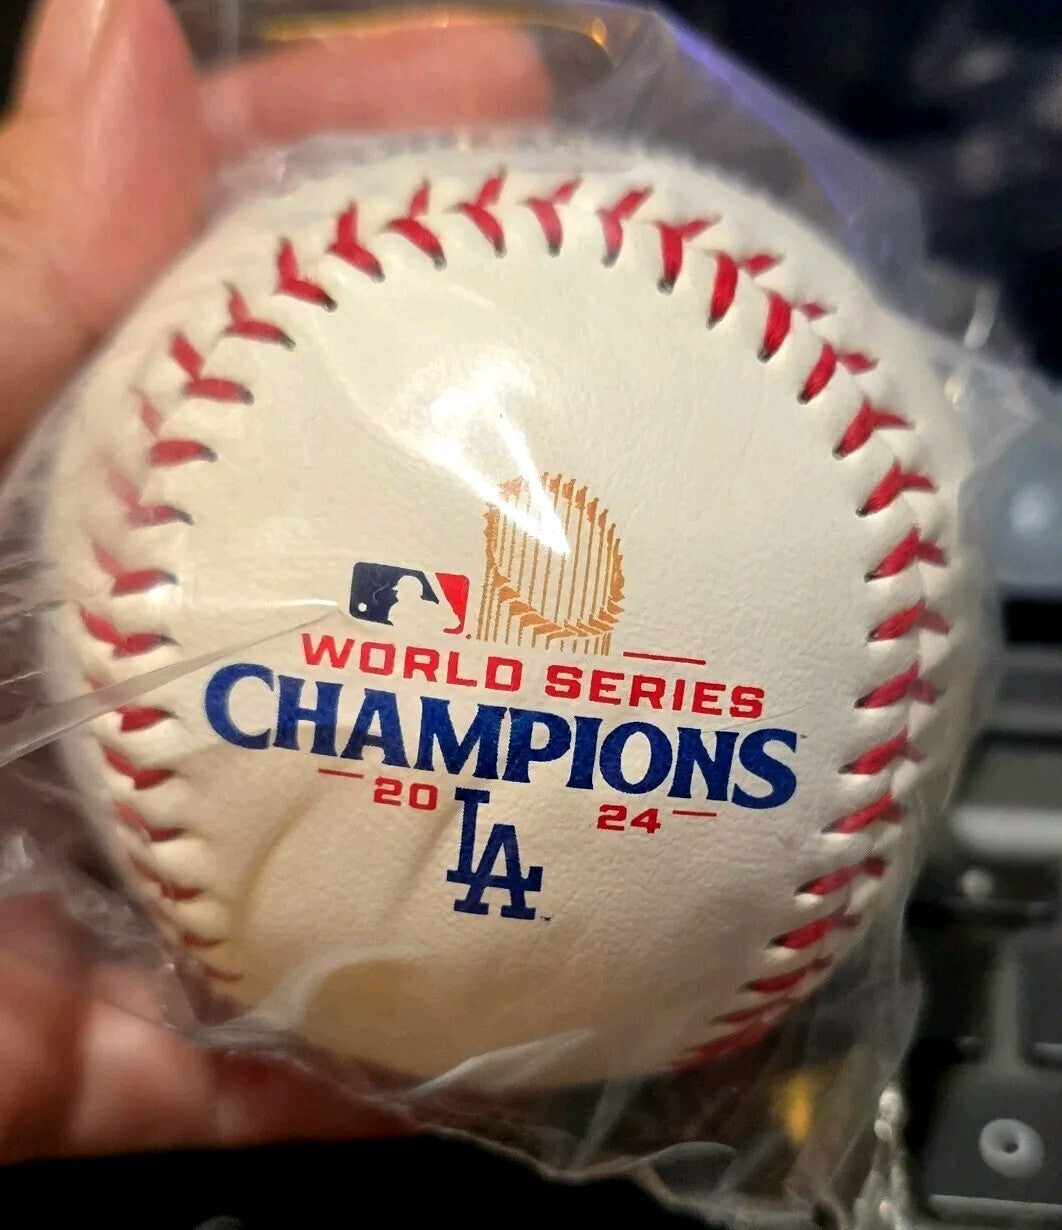 WORLD SERIES
CHAMPIONS
20 24
LA